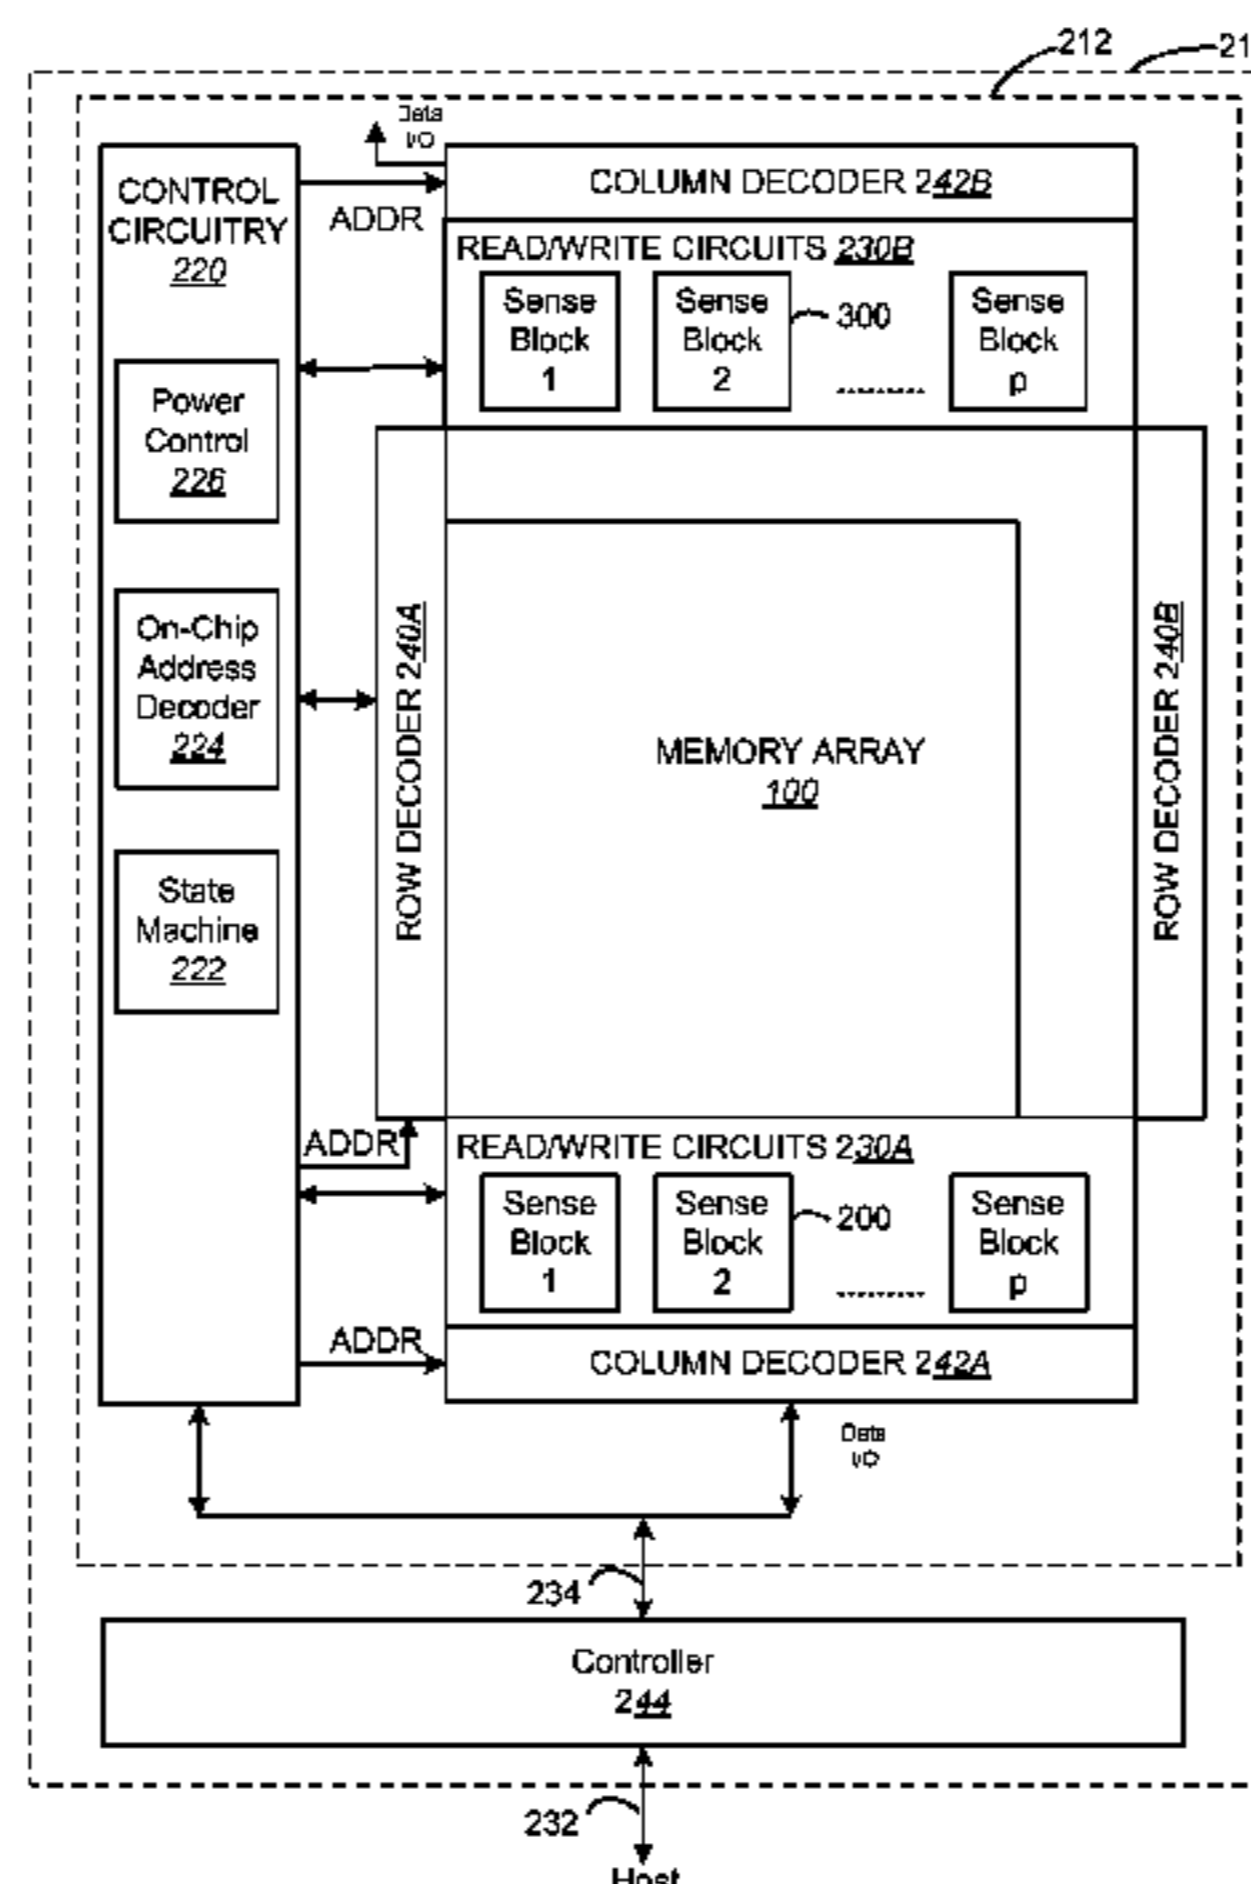 212
21
Data
I/O
CONTROL
CIRCUITRY
220
ADDR
COLUMN DECODER 242B
READ/WRITE CIRCUITS 230B
Sense
Block
1
Sense
Block
2
300
Sense
Block
p
Power
Control
226
On-Chip
Address
Decoder
224
State
Machine
222
ROW DECODER 240A
MEMORY ARRAY
100
ROW DECODER 240B
ADDR
READ/WRITE CIRCUITS 230A
Sense
Block
1
Sense
Block
2
200
Sense
Block
p
ADDR
COLUMN DECODER 242A
Data
I/O
234
Controller
244
232
Host